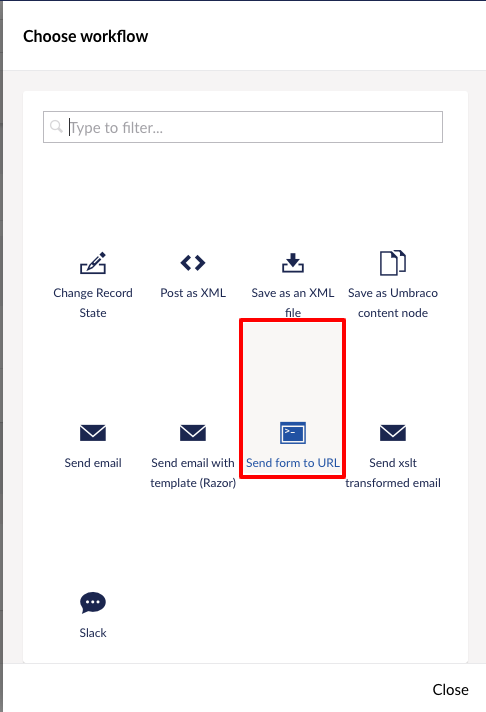 Choose workflow
Type to filter...
Change Record
State
Post as XML
Save as an XML
file
Save as Umbraco
content node
Send email
Send email with
template (Razor)
Send form to URL
Send xslt
transformed email
Slack
Close